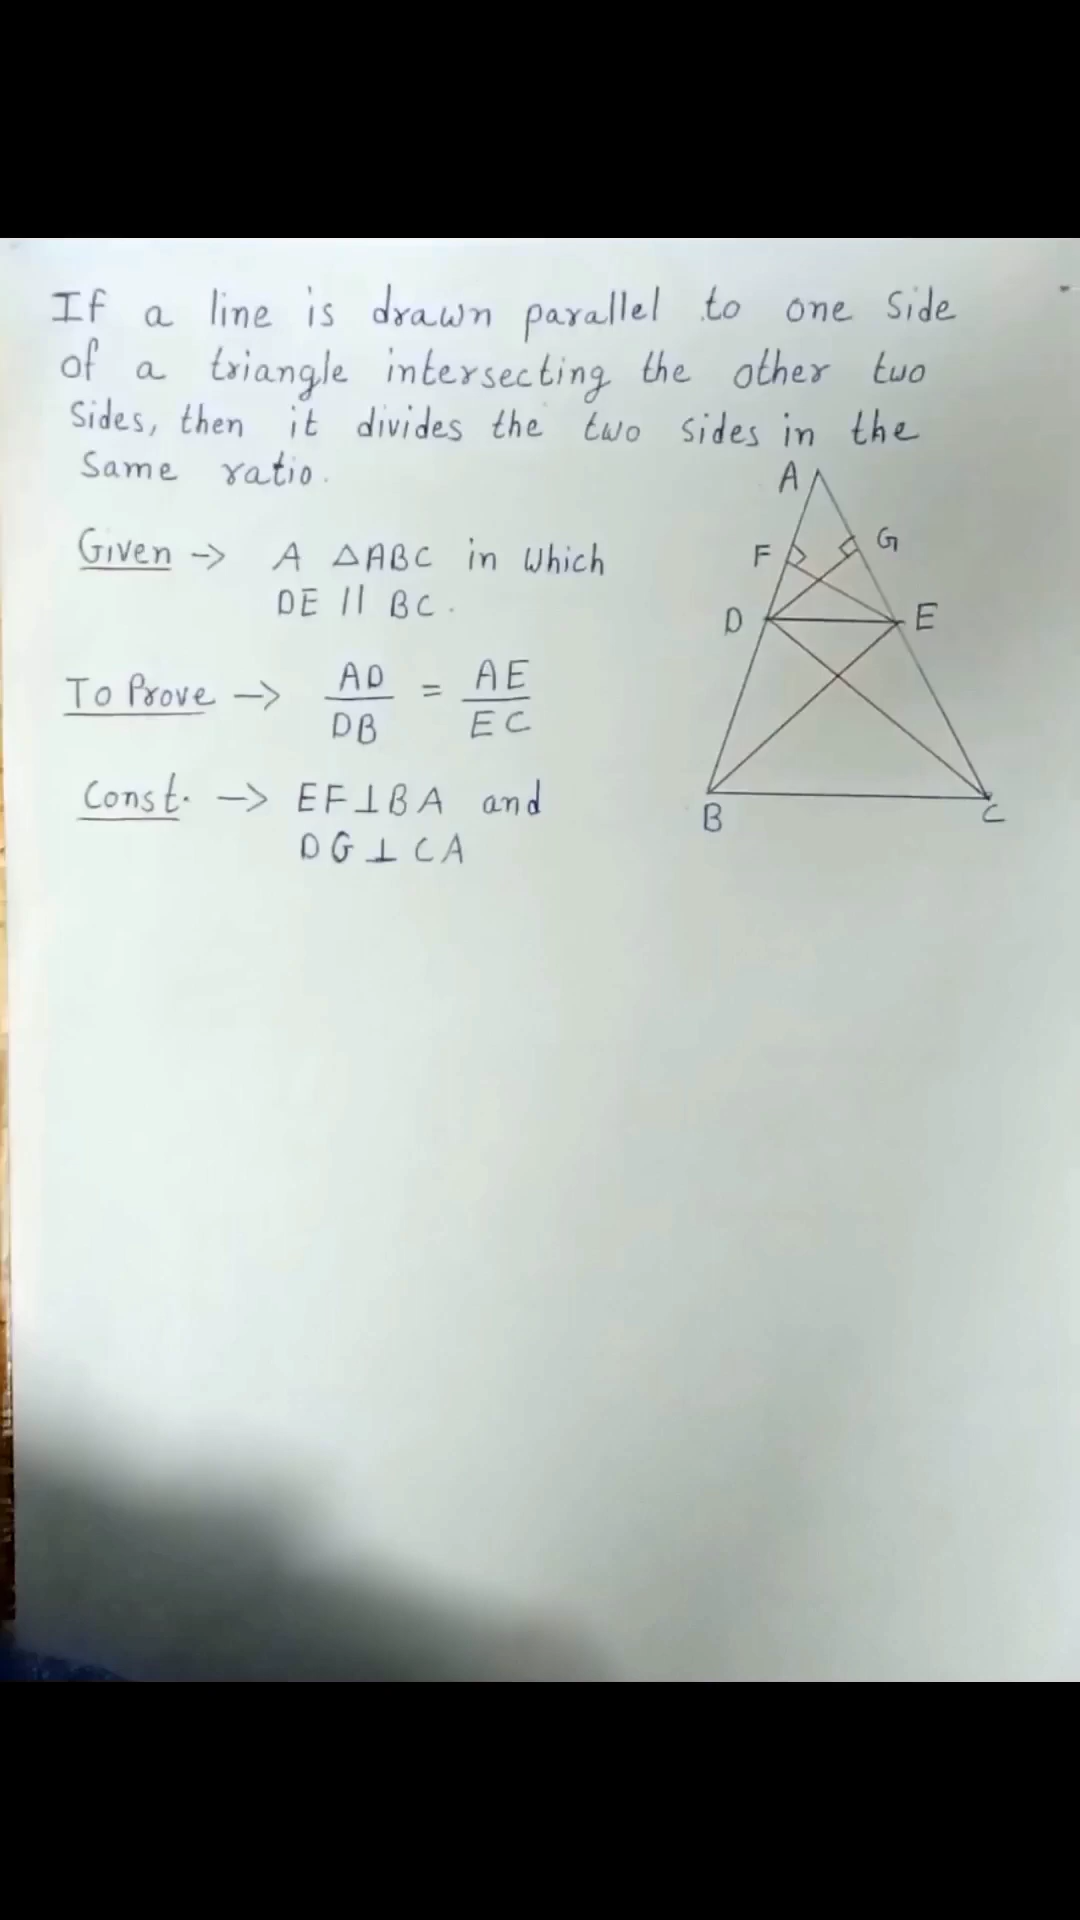 If a line is drawn parallel to one side
of a triangle intersecting the other two
sides, then it divides the two sides in the
same ratio.
A
Given -> A △ABC in which
DE || BC.
F
G
D
E
To Prove -> AD/DB = AE/EC
Const. -> EF⊥BA and
DG ⊥ CA
B
C